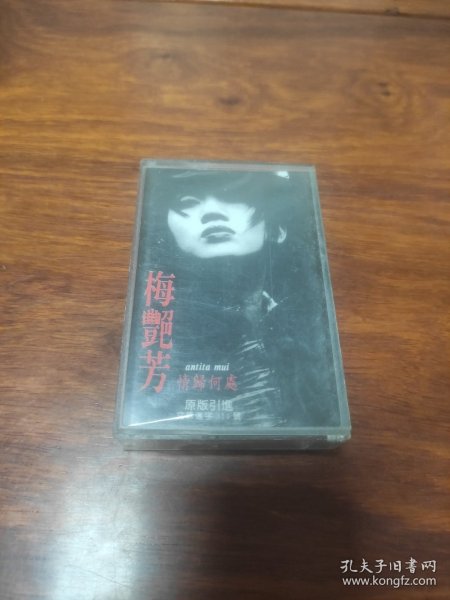 梅艷芳
antita mui
情歸何處
原版引進
孔夫子旧书网
www.kongfz.com